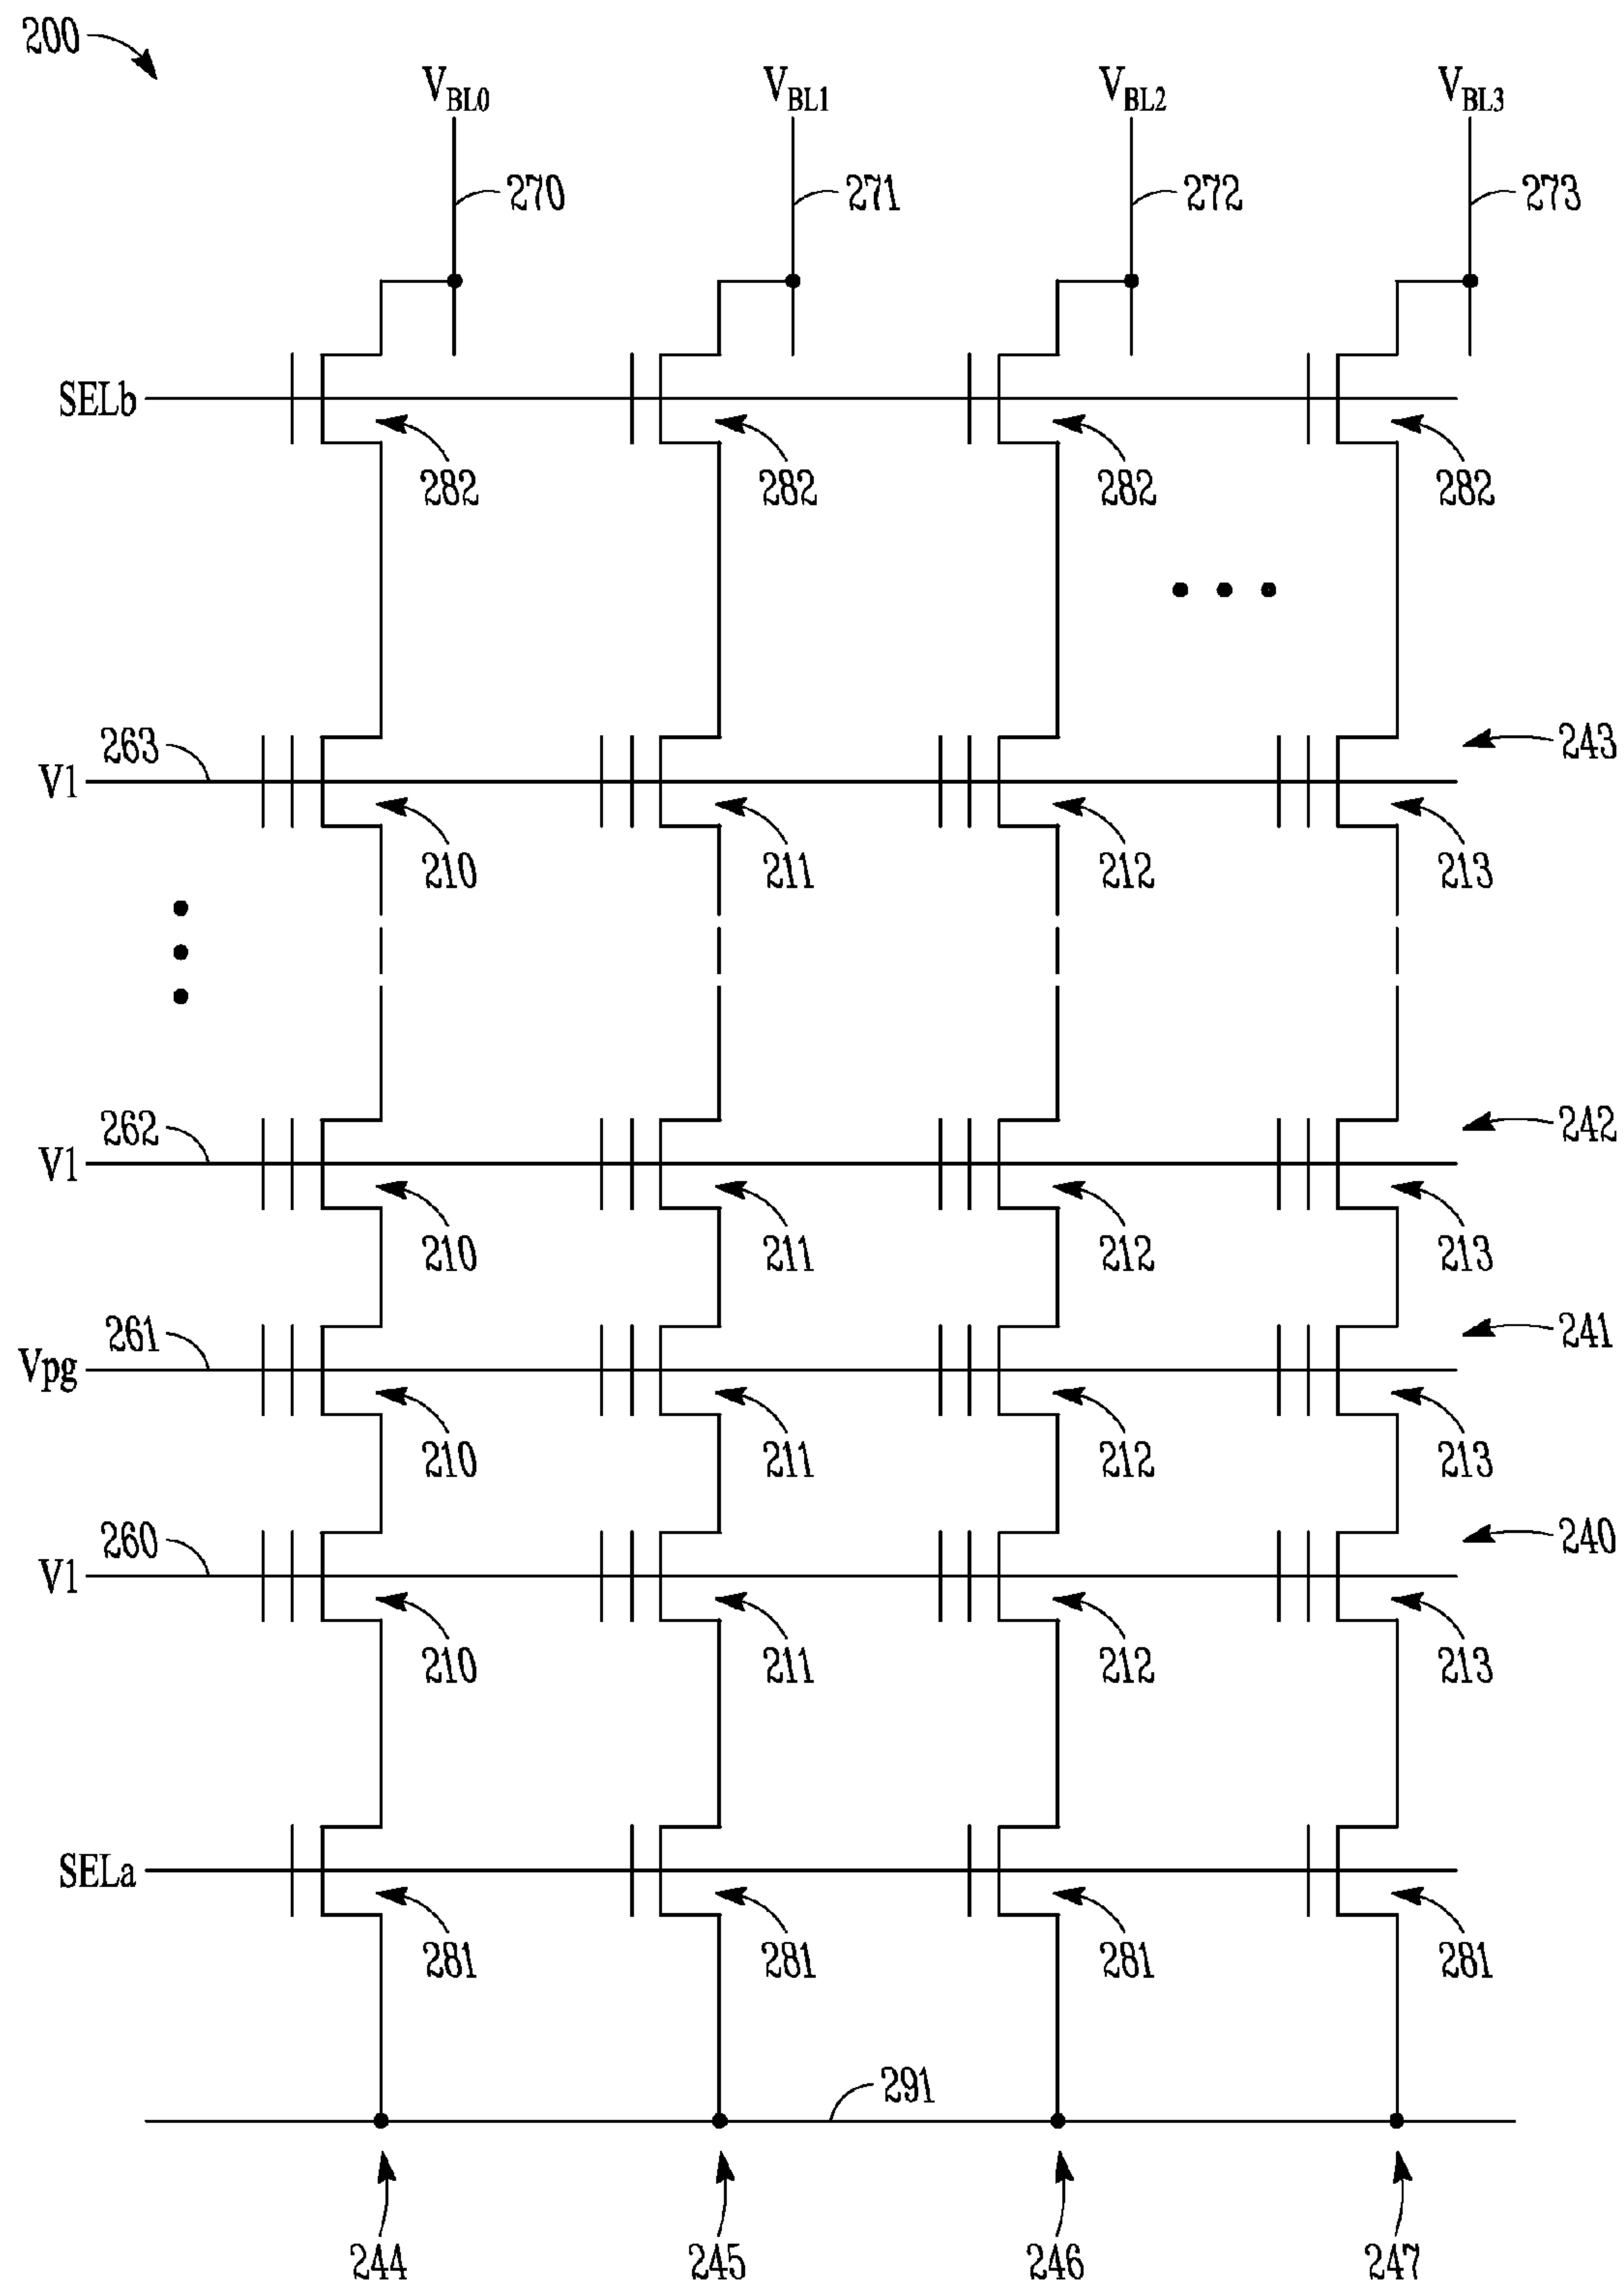 200
VBL0 VBL1 VBL2 VBL3
270 271 272 273
SELb
282 282 282 282
263 243
V1
210 211 212 213
262 242
V1
210 211 212 213
261 241
Vpg
210 211 212 213
260 240
V1
210 211 212 213
SELa
281 281 281 281
291
244 245 246 247